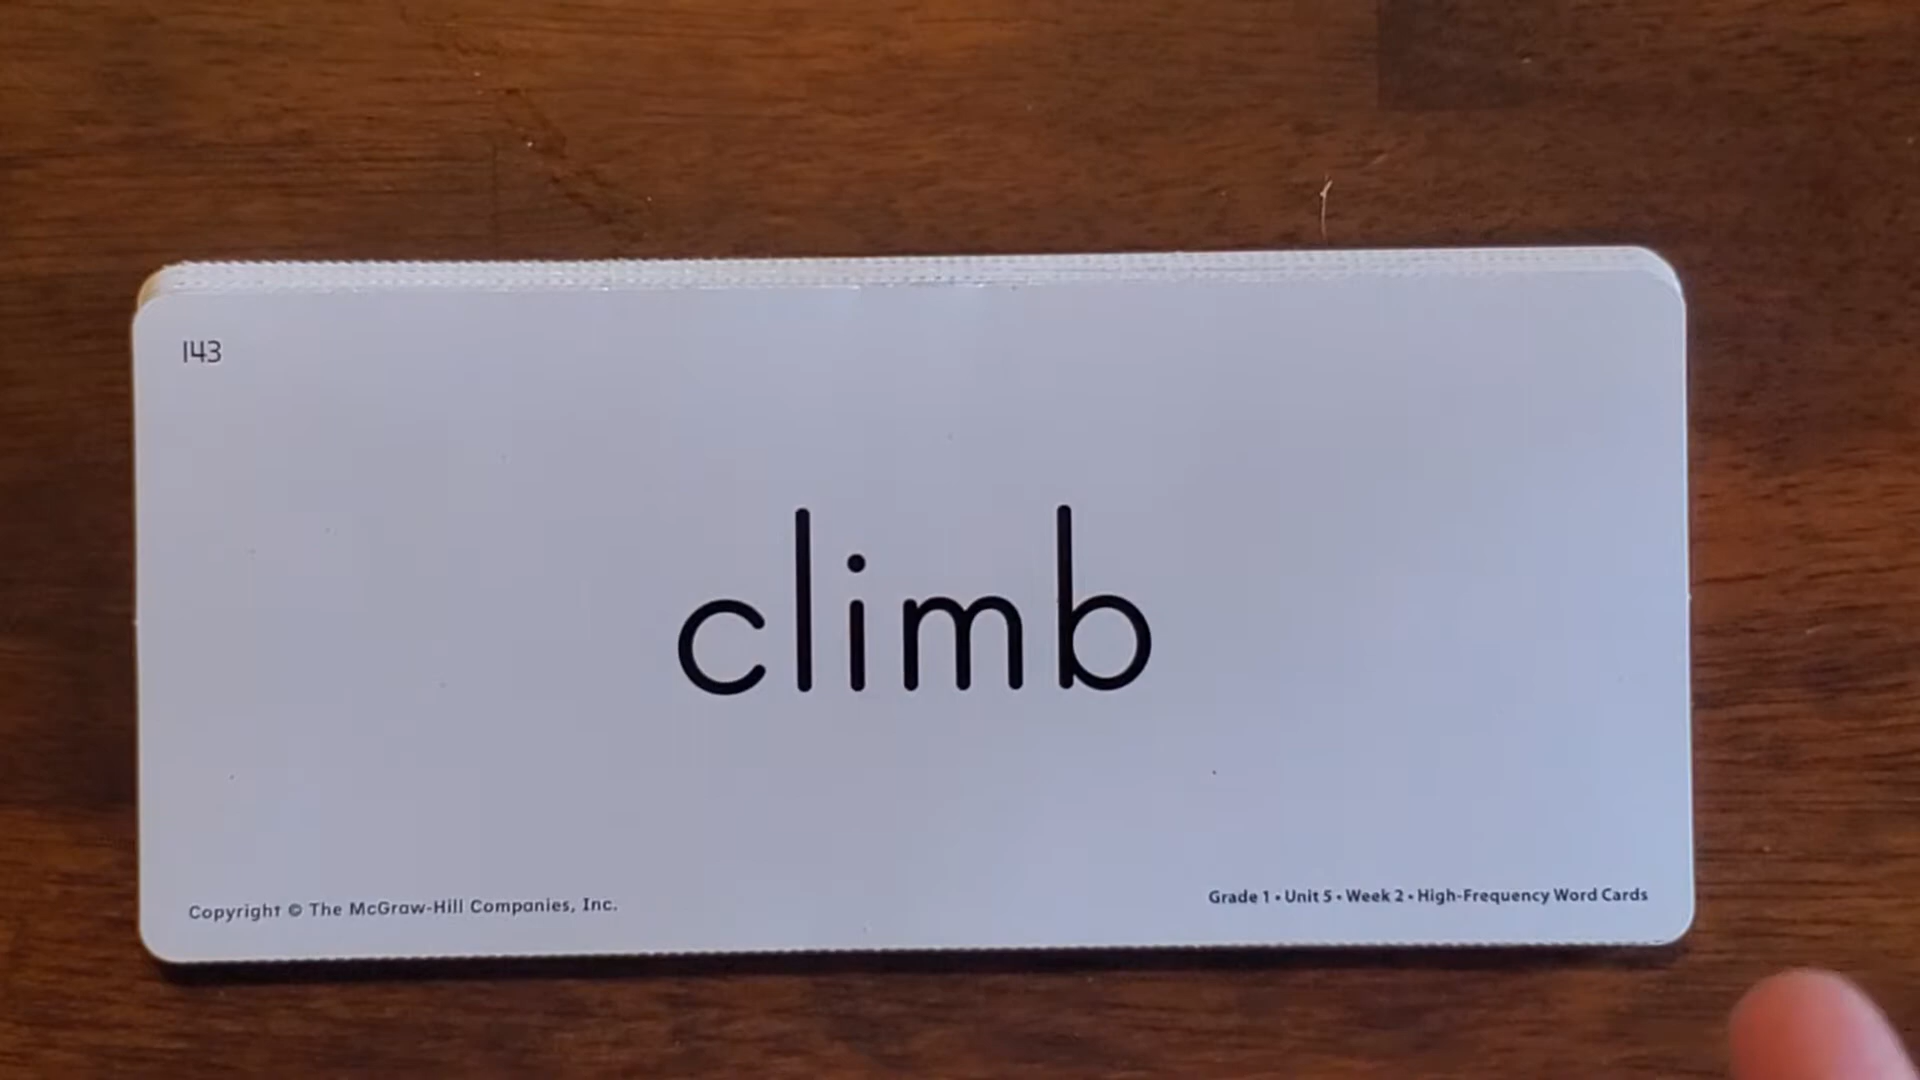 143
climb
Copyright © The McGraw-Hill Companies, Inc.
Grade 1 • Unit 5 • Week 2 • High-Frequency Word Cards